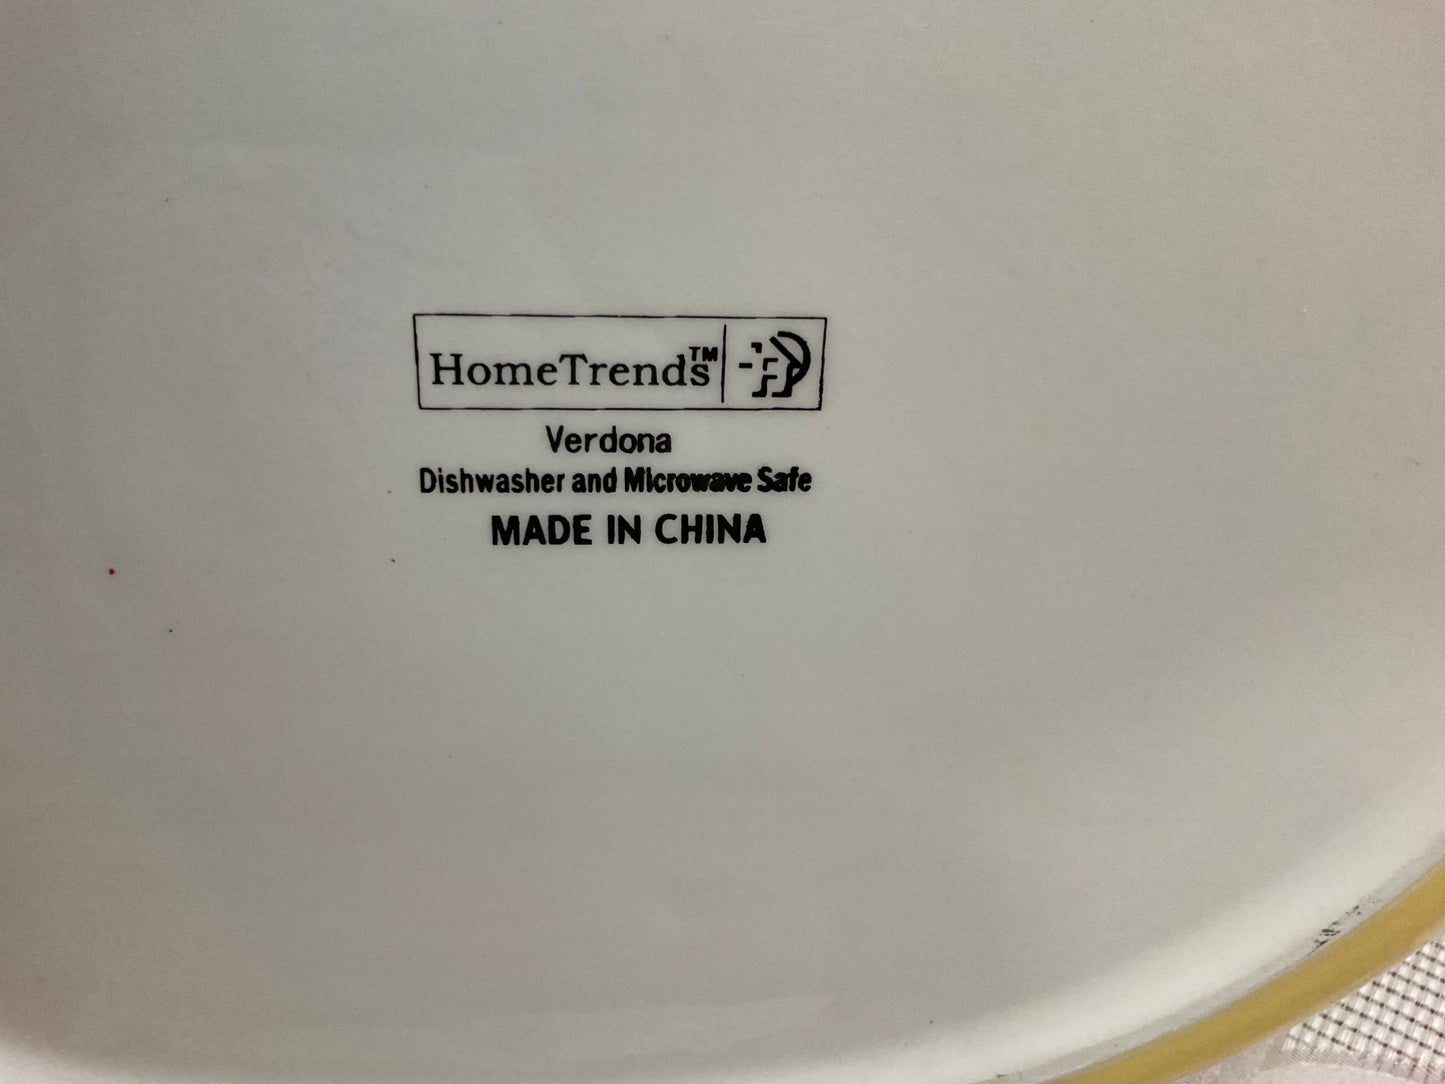 HomeTrends™
Verdona
Dishwasher and Microwave Safe
MADE IN CHINA